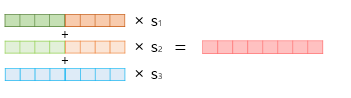 × S₁
+
× S₂ =
+
× S₃